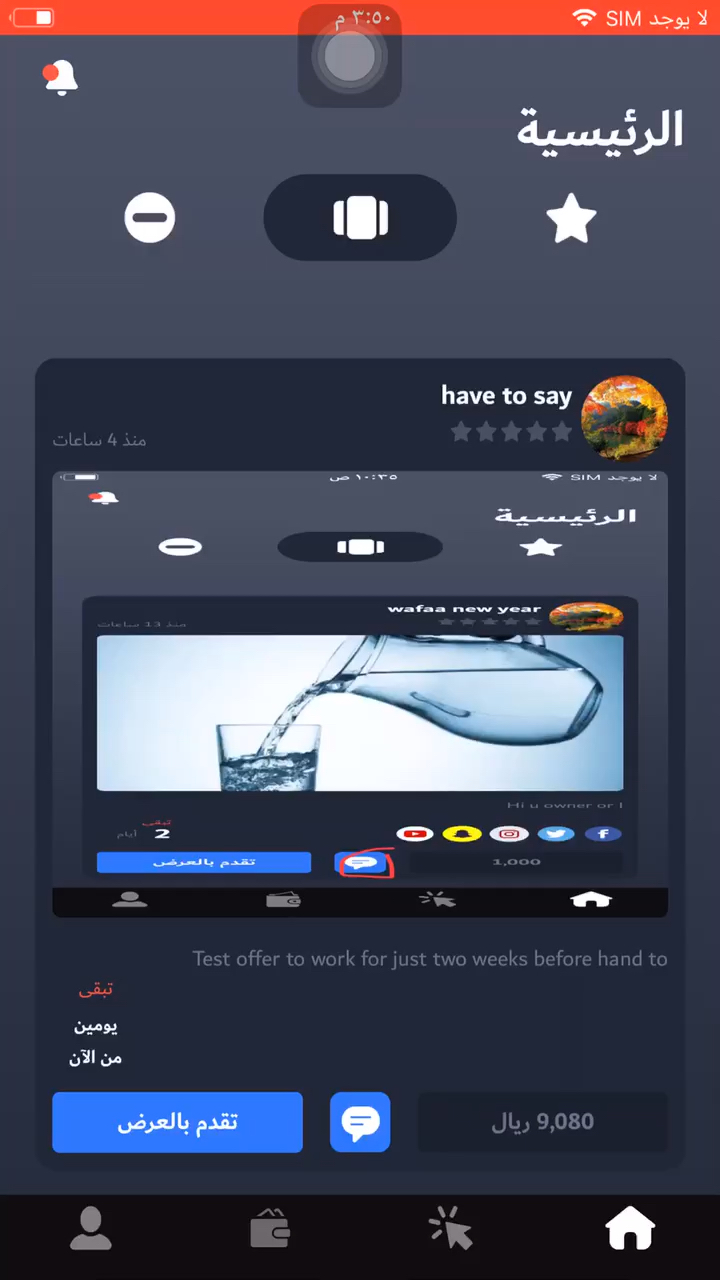 لا يوجد SIM
٣:٥٠ م
الرئيسية
have to say
منذ 4 ساعات
لا يوجد SIM
١٠:٣٥ ص
الرئيسية
wafaa new year
منذ 13 ساعات
Hi u owner or I
تبقى
2 أيام
1,000
تقدم بالعرض
Test offer to work for just two weeks before hand to
تبقى
يومين
من الآن
9,080 ريال
تقدم بالعرض